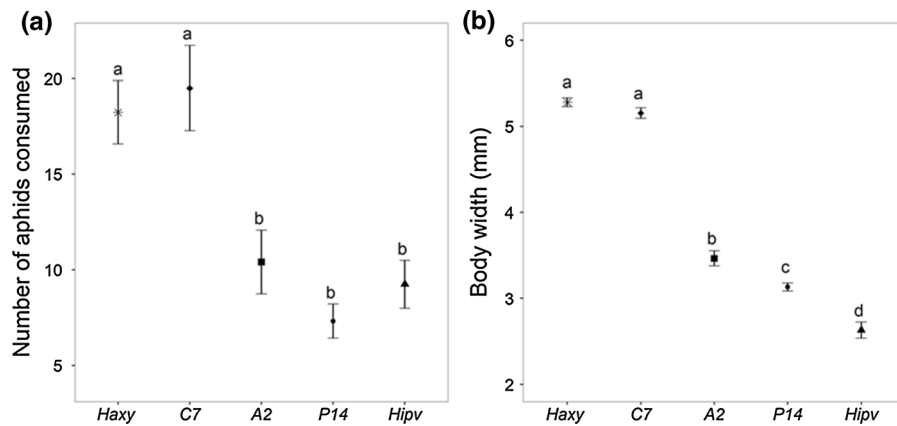 (a)
Number of aphids consumed
20
15
10
5
a
a
b
b
b
Haxy C7 A2 P14 Hipv
(b)
Body width (mm)
6
5
4
3
2
a
a
b
c
d
Haxy C7 A2 P14 Hipv